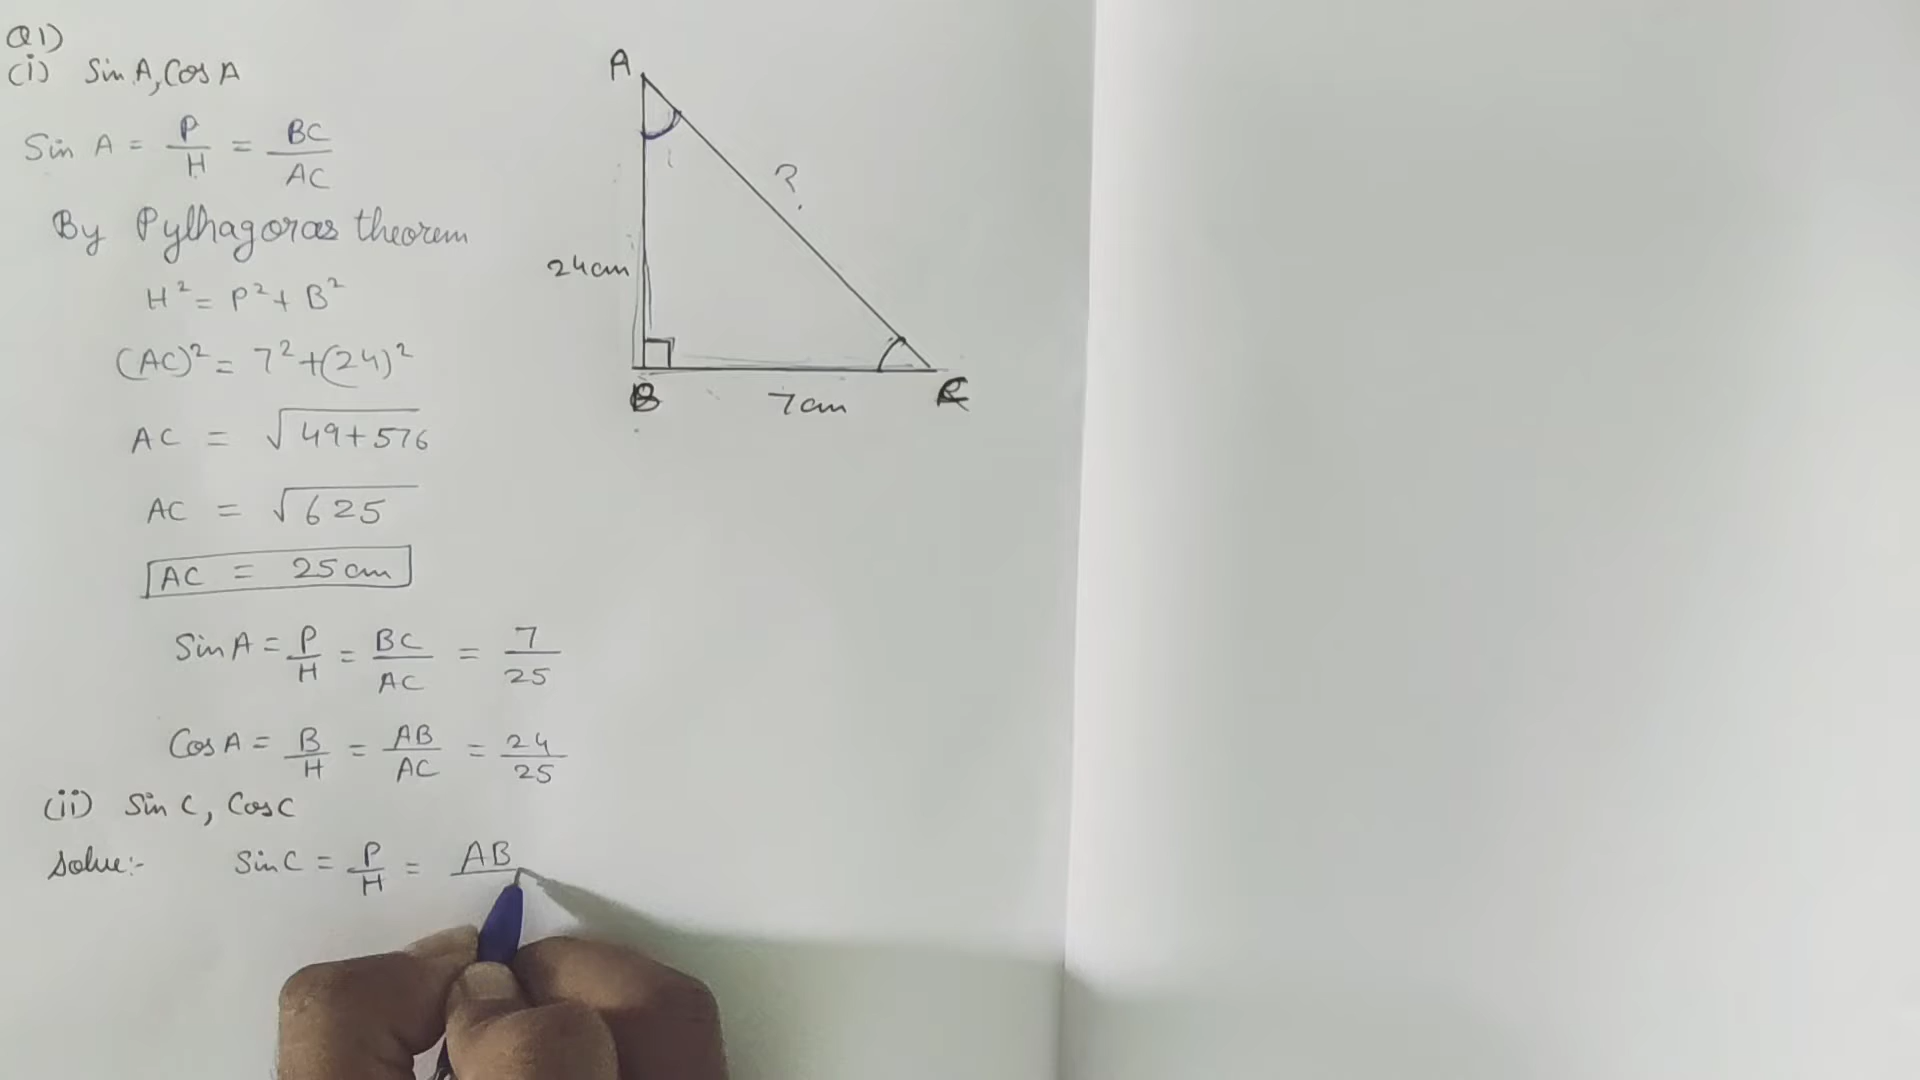 Q1)
(i) Sin A, Cos A
Sin A = P/H = BC/AC
By Pythagoras theorem
H² = P² + B²
(AC)² = 7² + (24)²
AC = √49+576
AC = √625
AC = 25cm
Sin A = P/H = BC/AC = 7/25
Cos A = B/H = AB/AC = 24/25
(ii) Sin C, Cos C
Solve:- Sin C = P/H = AB
A
?
24cm
B
7cm
C